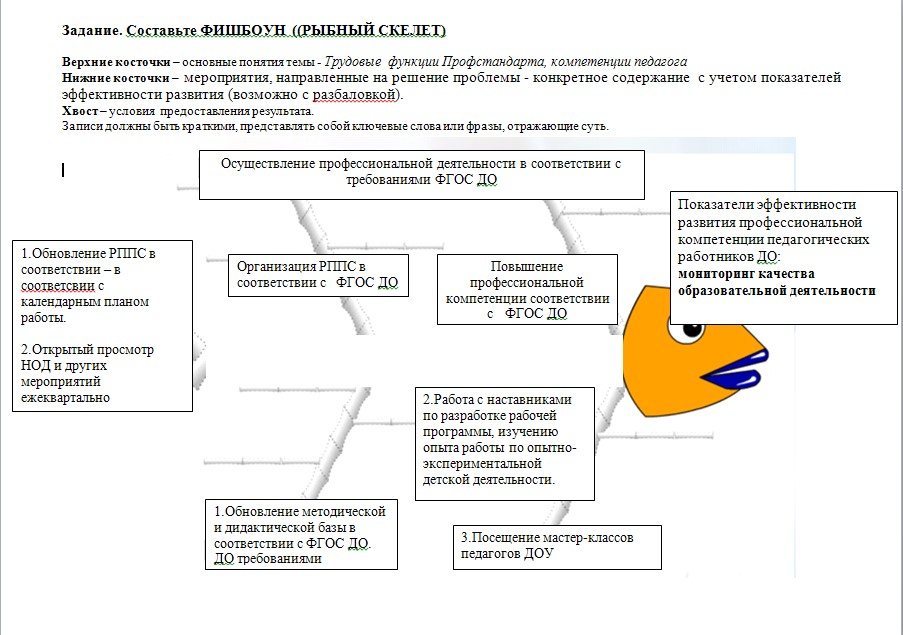 Задание. Составьте ФИШБОУН ((РЫБНЫЙ СКЕЛЕТ)
Верхние косточки – основные понятия темы - Трудовые функции Профстандарта, компетенции педагога
Нижние косточки – мероприятия, направленные на решение проблемы - конкретное содержание с учетом показателей
эффективности развития (возможно с разбаловкой).
Хвост – условия предоставления результата.
Записи должны быть краткими, представлять собой ключевые слова или фразы, отражающие суть.
Осуществление профессиональной деятельности в соответствии с
требованиями ФГОС ДО
Показатели эффективности
развития профессиональной
компетенции педагогических
работников ДО:
мониторинг качества
образовательной деятельности
1.Обновление РППС в
соответствии – в
соответсвии с
календарным планом
работы.
2.Открытый просмотр
НОД и других
мероприятий
ежеквартально
Организация РППС в
соответствии с ФГОС ДО
Повышение
профессиональной
компетенции соответствии
с ФГОС ДО
2.Работа с наставниками
по разработке рабочей
программы, изучению
опыта работы по опытно-
экспериментальной
детской деятельности.
1.Обновление методической
и дидактической базы в
соответствии с ФГОС ДО.
ДО требованиями
3.Посещение мастер-классов
педагогов ДОУ